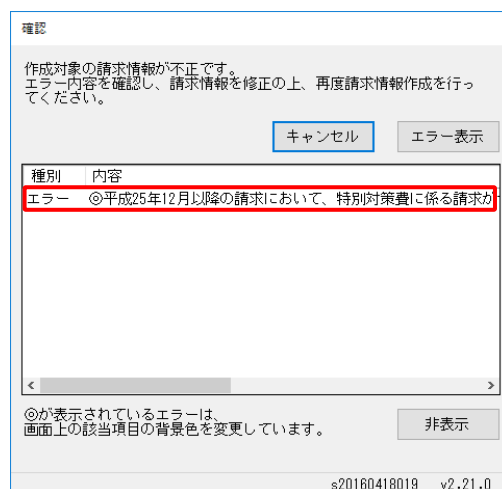 確認
作成対象の請求情報が不正です。
エラー内容を確認し、請求情報を修正の上、再度請求情報作成を行っ
てください。
キャンセル
エラー表示
種別 内容
エラー ◎平成25年12月以降の請求において、特別対策費に係る請求が
◎が表示されているエラーは、
画面上の該当項目の背景色を変更しています。
非表示
s20160418019 v2.21.0